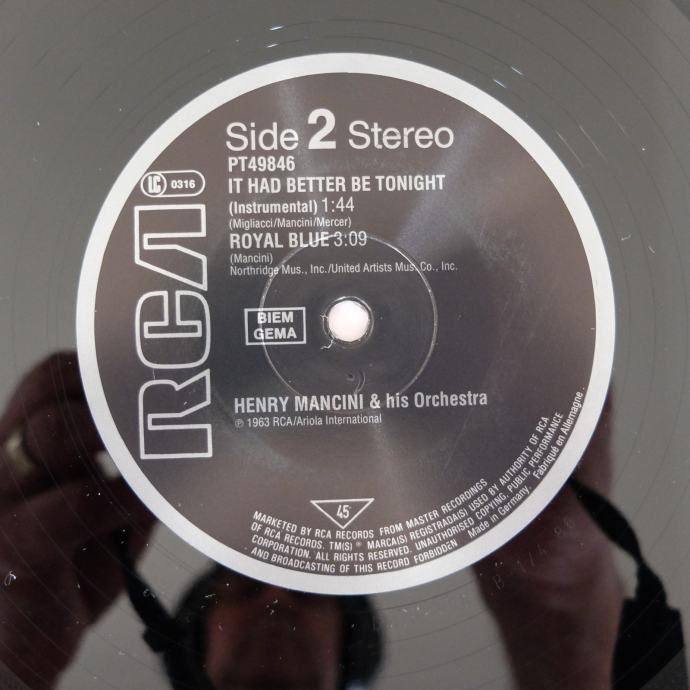 Side 2 Stereo
PT49846
IT HAD BETTER BE TONIGHT
(Instrumental) 1:44
(Migliacci/Mancini/Mercer)
ROYAL BLUE 3:09
(Mancini)
Northridge Mus., Inc./United Artists Mus. Co., Inc.
LC 0316
RCA
BIEM
GEMA
HENRY MANCINI & his Orchestra
℗ 1963 RCA/Ariola International
45
MARKETED BY RCA RECORDS FROM MASTER RECORDINGS
OF RCA RECORDS. TM(S) ® MARCA(S) REGISTRADA(S) USED BY AUTHORITY OF RCA
CORPORATION. ALL RIGHTS RESERVED. UNAUTHORISED COPYING, PUBLIC PERFORMANCE
AND BROADCASTING OF THIS RECORD FORBIDDEN Made in Germany. Fabriqué en Allemagne.